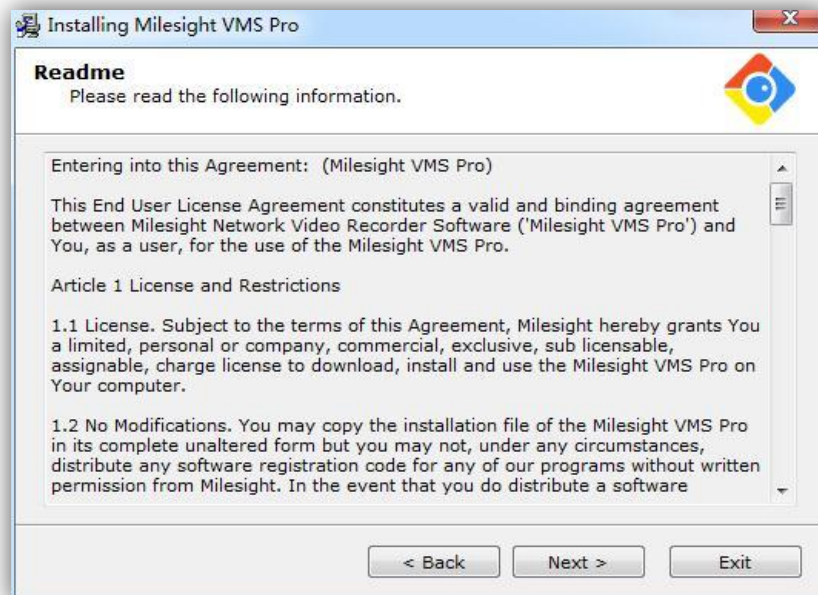 Installing Milesight VMS Pro
Readme
Please read the following information.
Entering into this Agreement:  (Milesight VMS Pro)
This End User License Agreement constitutes a valid and binding agreement
between Milesight Network Video Recorder Software ('Milesight VMS Pro') and
You, as a user, for the use of the Milesight VMS Pro.
Article 1 License and Restrictions
1.1 License. Subject to the terms of this Agreement, Milesight hereby grants You
a limited, personal or company, commercial, exclusive, sub licensable,
assignable, charge license to download, install and use the Milesight VMS Pro on
Your computer.
1.2 No Modifications. You may copy the installation file of the Milesight VMS Pro
in its complete unaltered form but you may not, under any circumstances,
distribute any software registration code for any of our programs without written
permission from Milesight. In the event that you do distribute a software
< Back
Next >
Exit